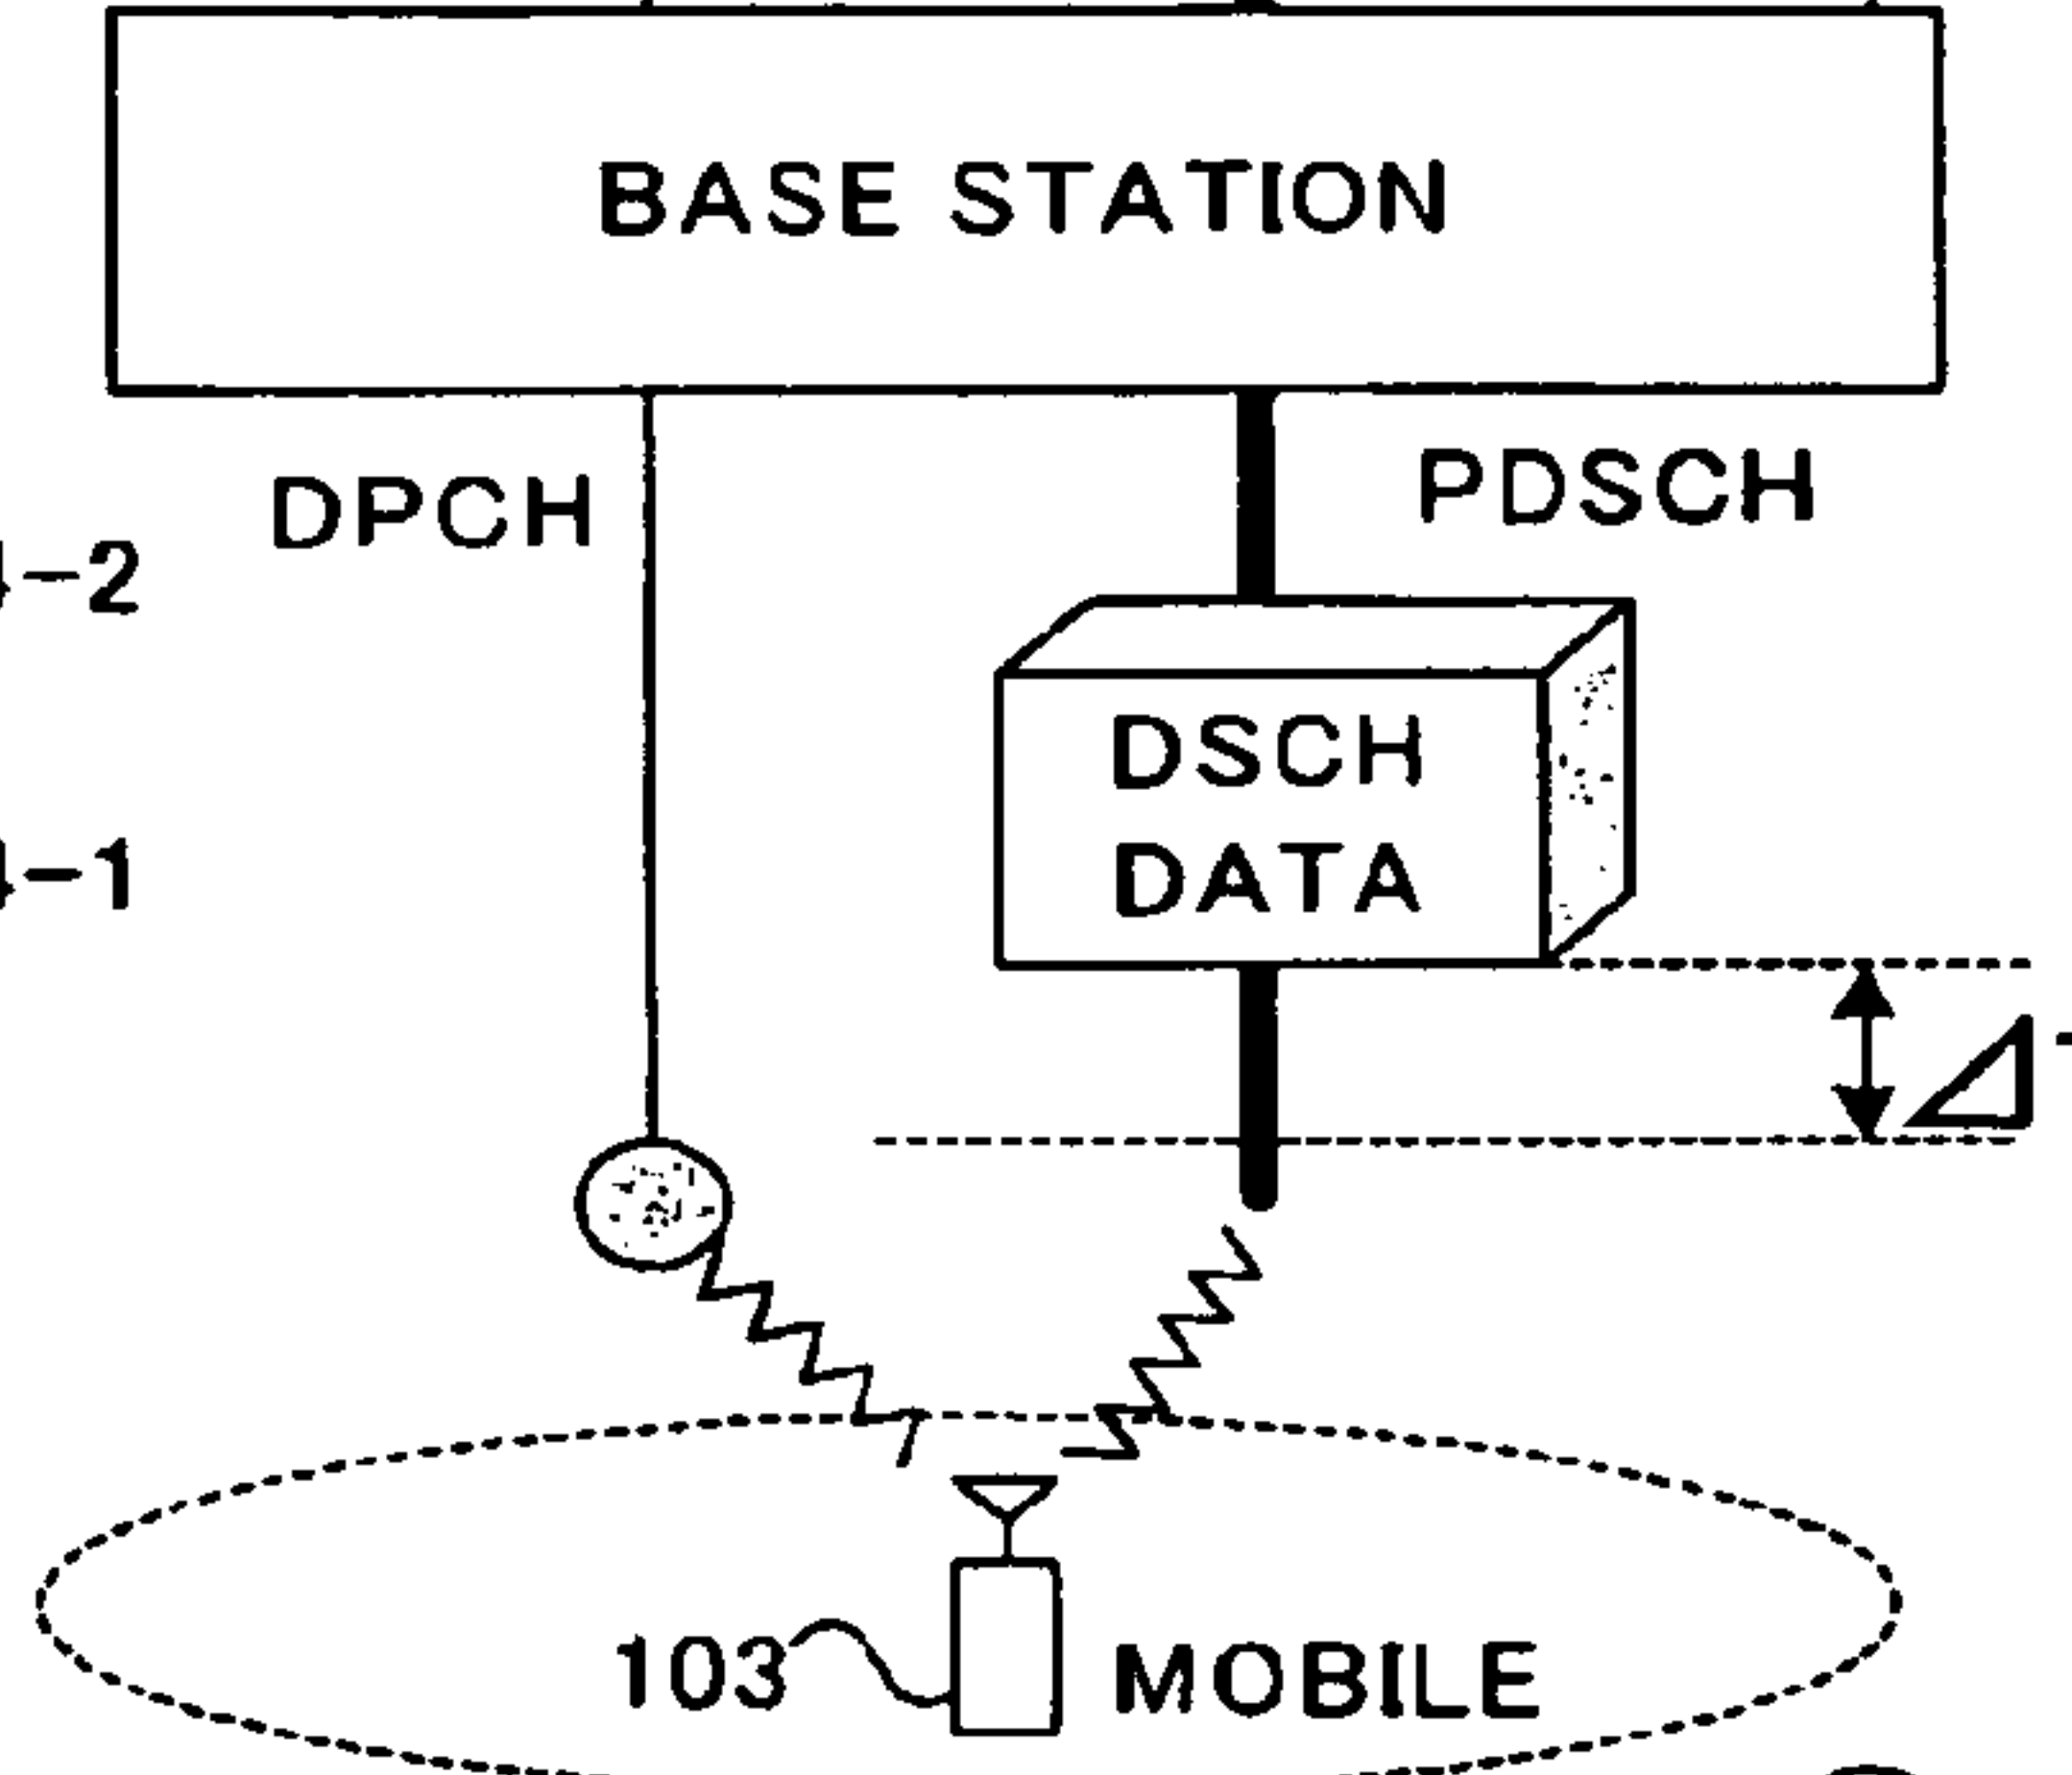 BASE STATION
DPCH
PDSCH
-2
DSCH
DATA
-1
Δ
103
MOBILE